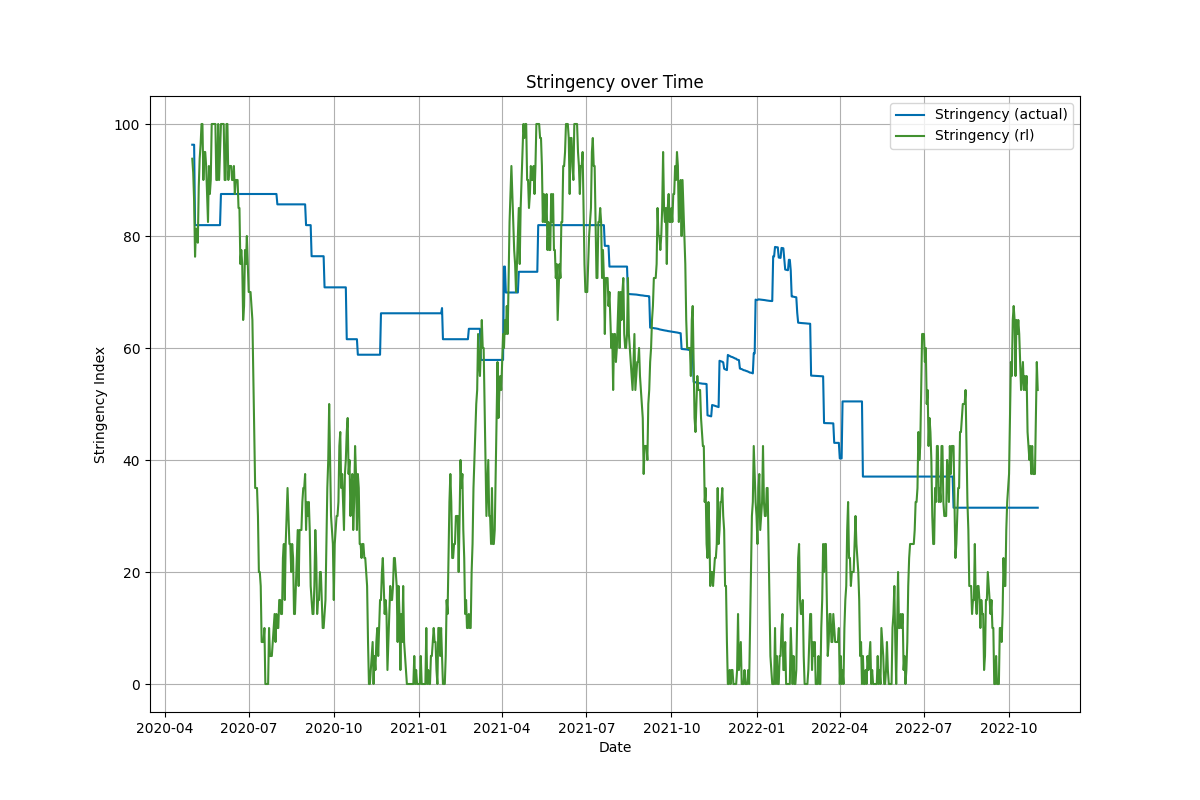 Stringency over Time
Stringency (actual)
Stringency (rl)
Stringency Index
100
80
60
40
20
0
2020-04 2020-07 2020-10 2021-01 2021-04 2021-07 2021-10 2022-01 2022-04 2022-07 2022-10
Date